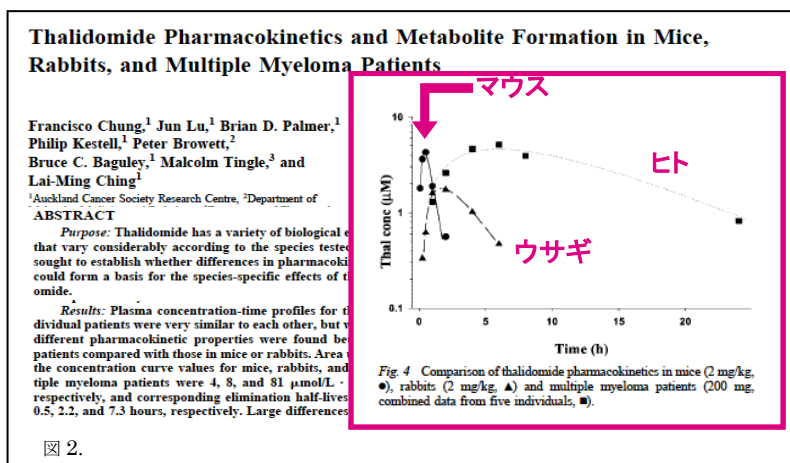 Thalidomide Pharmacokinetics and Metabolite Formation in Mice,
Rabbits, and Multiple Myeloma Patients
Francisco Chung,¹ Jun Lu,¹ Brian D. Palmer,¹
Philip Kestell,¹ Peter Browett,²
Bruce C. Baguley,¹ Malcolm Tingle,³ and
Lai-Ming Ching¹
¹Auckland Cancer Society Research Centre, ²Department of
ABSTRACT
Purpose: Thalidomide has a variety of biological e
that vary considerably according to the species tested
sought to establish whether differences in pharmacoki
could form a basis for the species-specific effects of t
omide.
Results: Plasma concentration-time profiles for t
dividual patients were very similar to each other, but
different pharmacokinetic properties were found be
patients compared with those in mice or rabbits. Area
the concentration curve values for mice, rabbits, and
tiple myeloma patients were 4, 8, and 81 μmol/L ·
respectively, and corresponding elimination half-lives
0.5, 2.2, and 7.3 hours, respectively. Large differences
図 2.
マウス
ヒト
ウサギ
10
1
0.1
Thal conc (μM)
0 5 10 15 20
Time (h)
Fig. 4 Comparison of thalidomide pharmacokinetics in mice (2 mg/kg,
●), rabbits (2 mg/kg, ▲) and multiple myeloma patients (200 mg,
combined data from five individuals, ■).